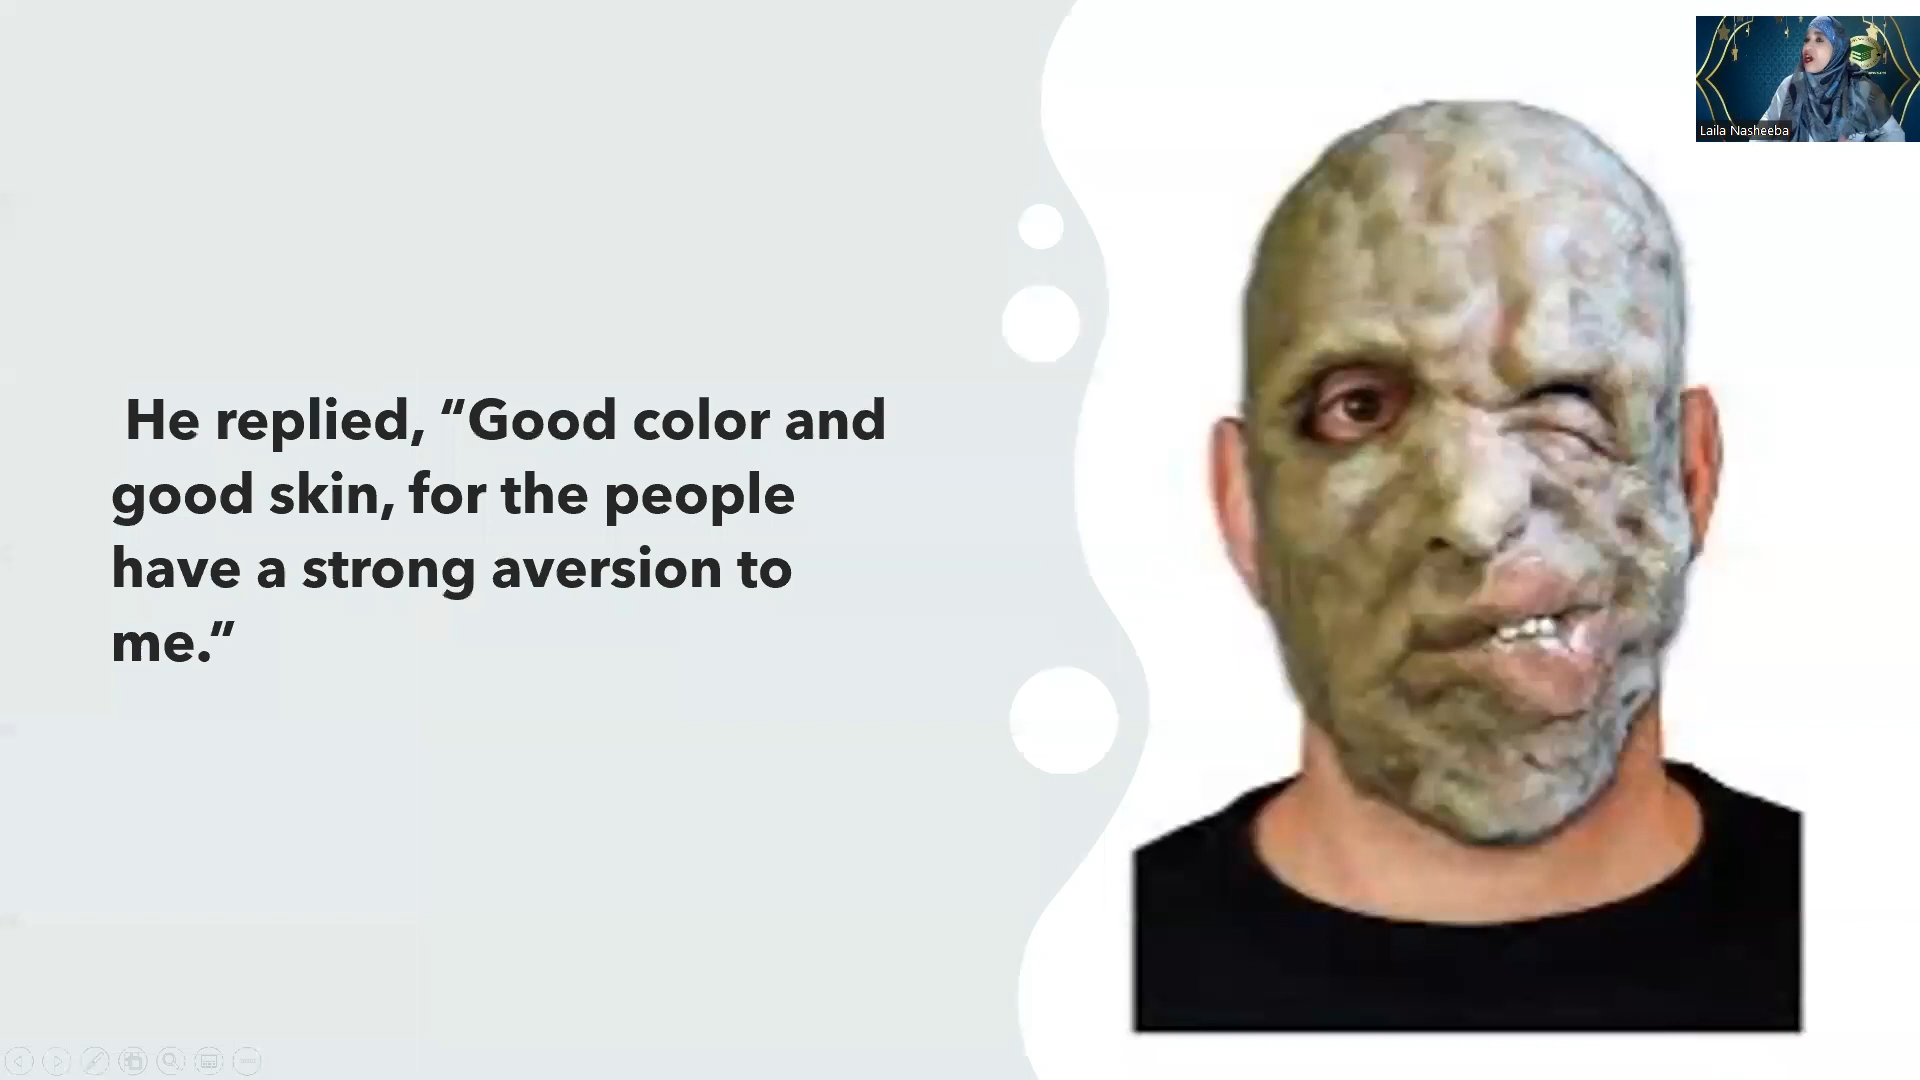 Laila Nasheeba
He replied, “Good color and
good skin, for the people
have a strong aversion to
me.”